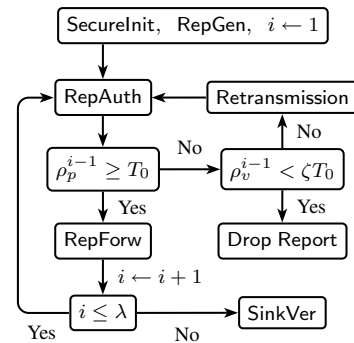 SecureInit, RepGen, i ← 1
RepAuth
Retransmission
No
No
ρ_p^{i−1} ≥ T_0
ρ_v^{i−1} < ζT_0
Yes
Yes
RepForw
Drop Report
i ← i + 1
i ≤ λ
SinkVer
Yes
No